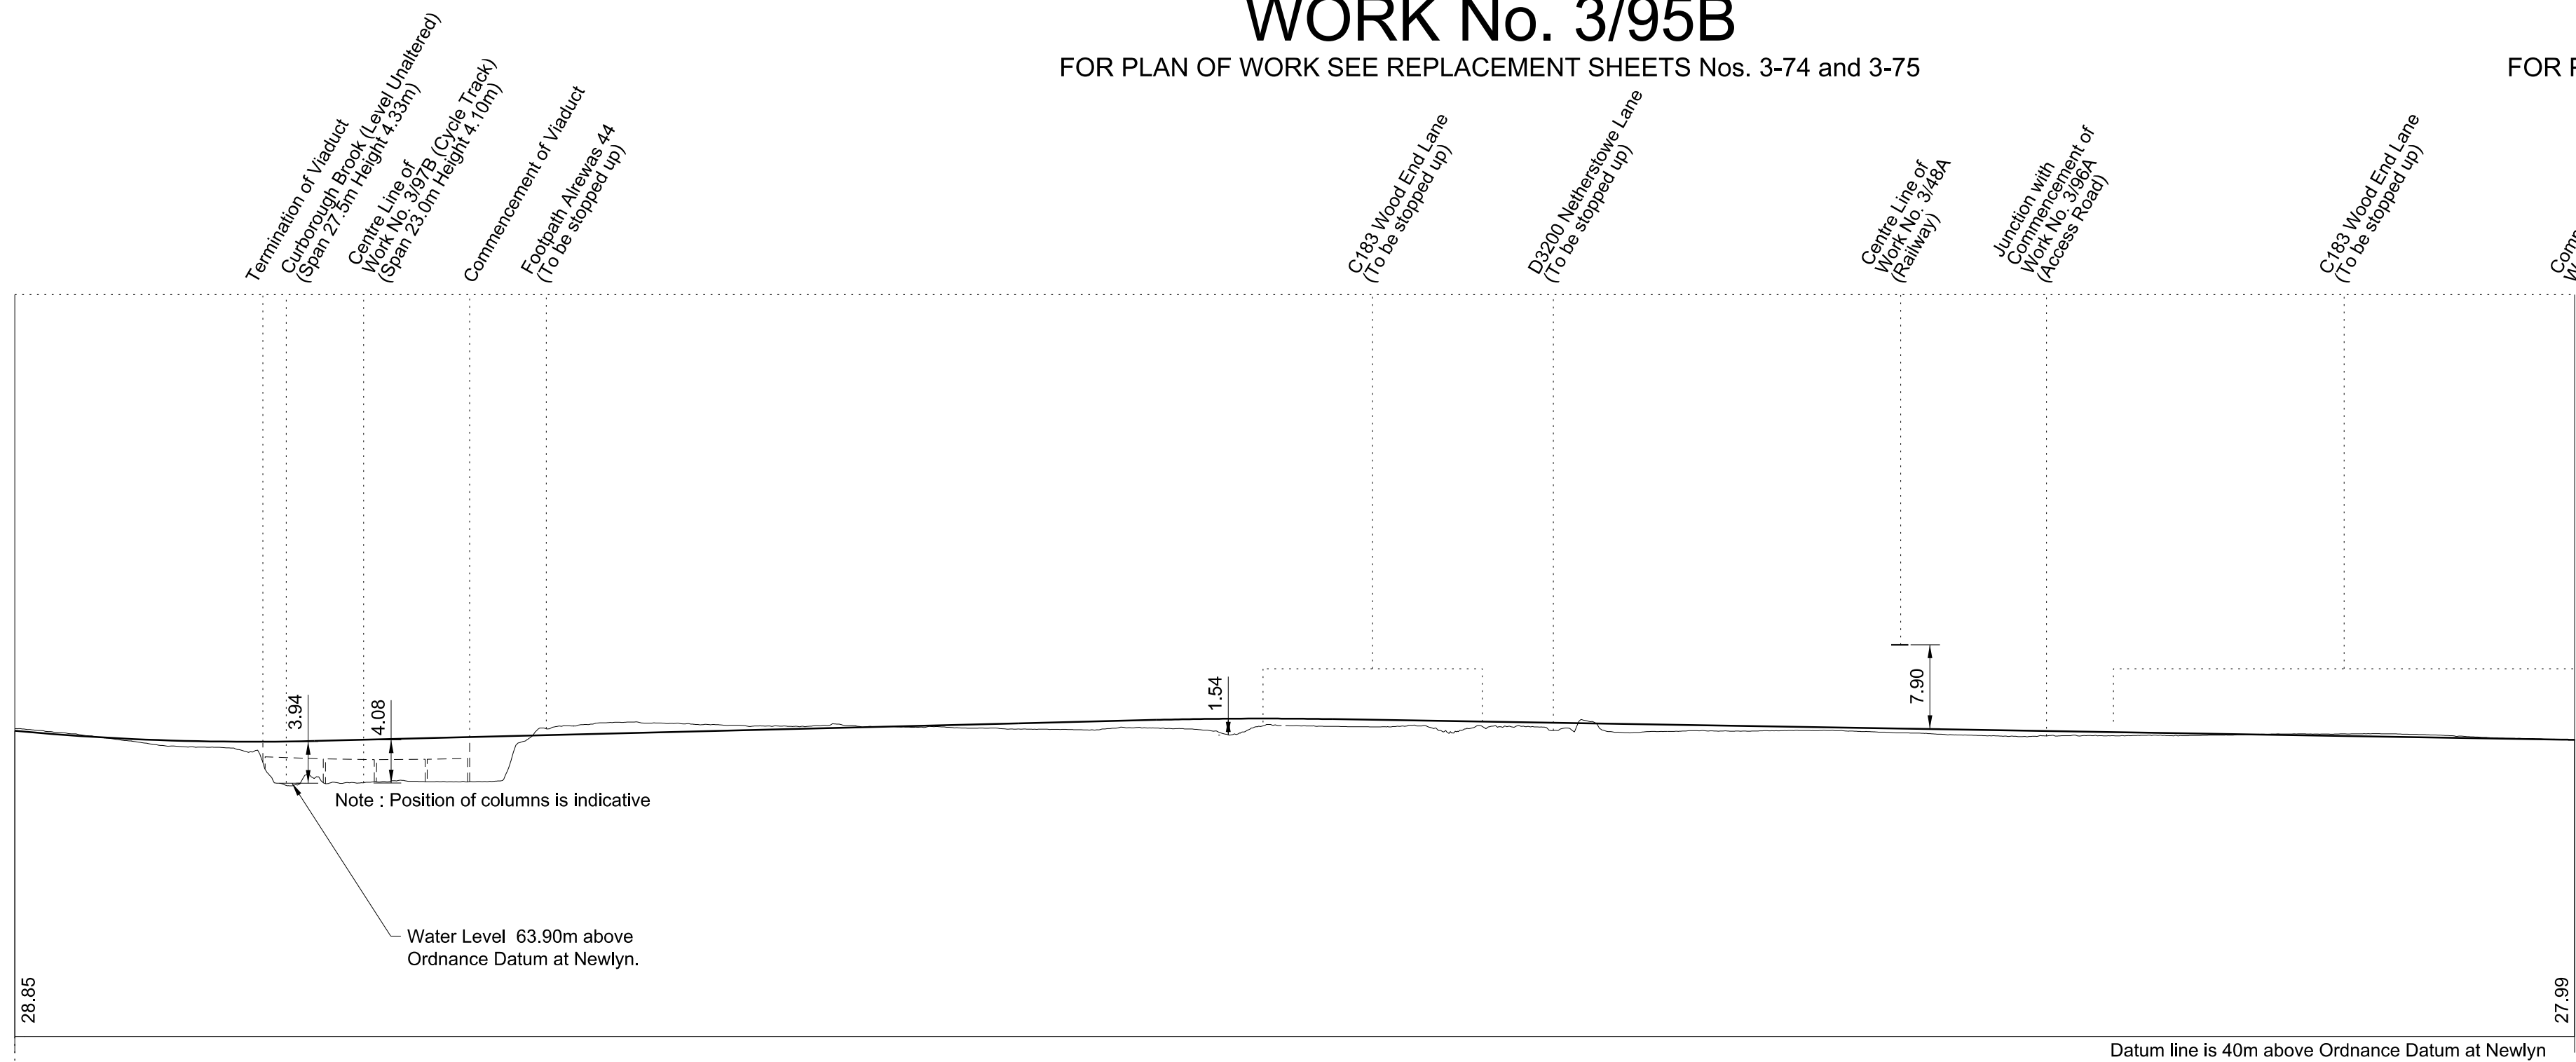 WORK No. 3/95B
FOR PLAN OF WORK SEE REPLACEMENT SHEETS Nos. 3-74 and 3-75
FOR
Termination of Viaduct
Curborough Brook (Level Unaltered)
(Span 27.5m Height 4.33m)
Centre Line of
Work No. 3/97B (Cycle Track)
(Span 23.0m Height 4.10m)
Commencement of Viaduct
Footpath Alrewas 44
(To be stopped up)
C183 Wood End Lane
(To be stopped up)
D3200 Netherstowe Lane
(To be stopped up)
Centre Line of
Work No. 3/48A
(Railway)
Junction with
Commencement of
Work No. 3/96A
(Access Road)
C183 Wood End Lane
(To be stopped up)
3.94
4.08
1.54
7.90
Note : Position of columns is indicative
Water Level 63.90m above
Ordnance Datum at Newlyn.
28.85
27.99
Datum line is 40m above Ordnance Datum at Newlyn